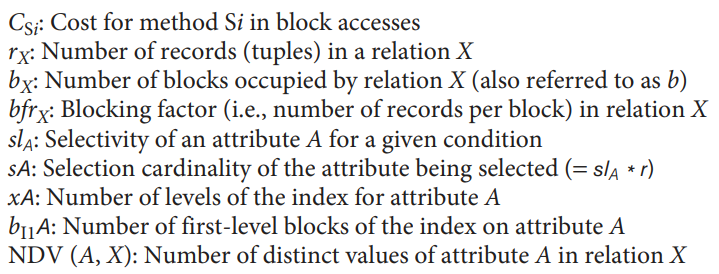 C_Si: Cost for method Si in block accesses
r_X: Number of records (tuples) in a relation X
b_X: Number of blocks occupied by relation X (also referred to as b)
bfr_X: Blocking factor (i.e., number of records per block) in relation X
sl_A: Selectivity of an attribute A for a given condition
sA: Selection cardinality of the attribute being selected (= sl_A * r)
xA: Number of levels of the index for attribute A
b_I1A: Number of first-level blocks of the index on attribute A
NDV (A, X): Number of distinct values of attribute A in relation X